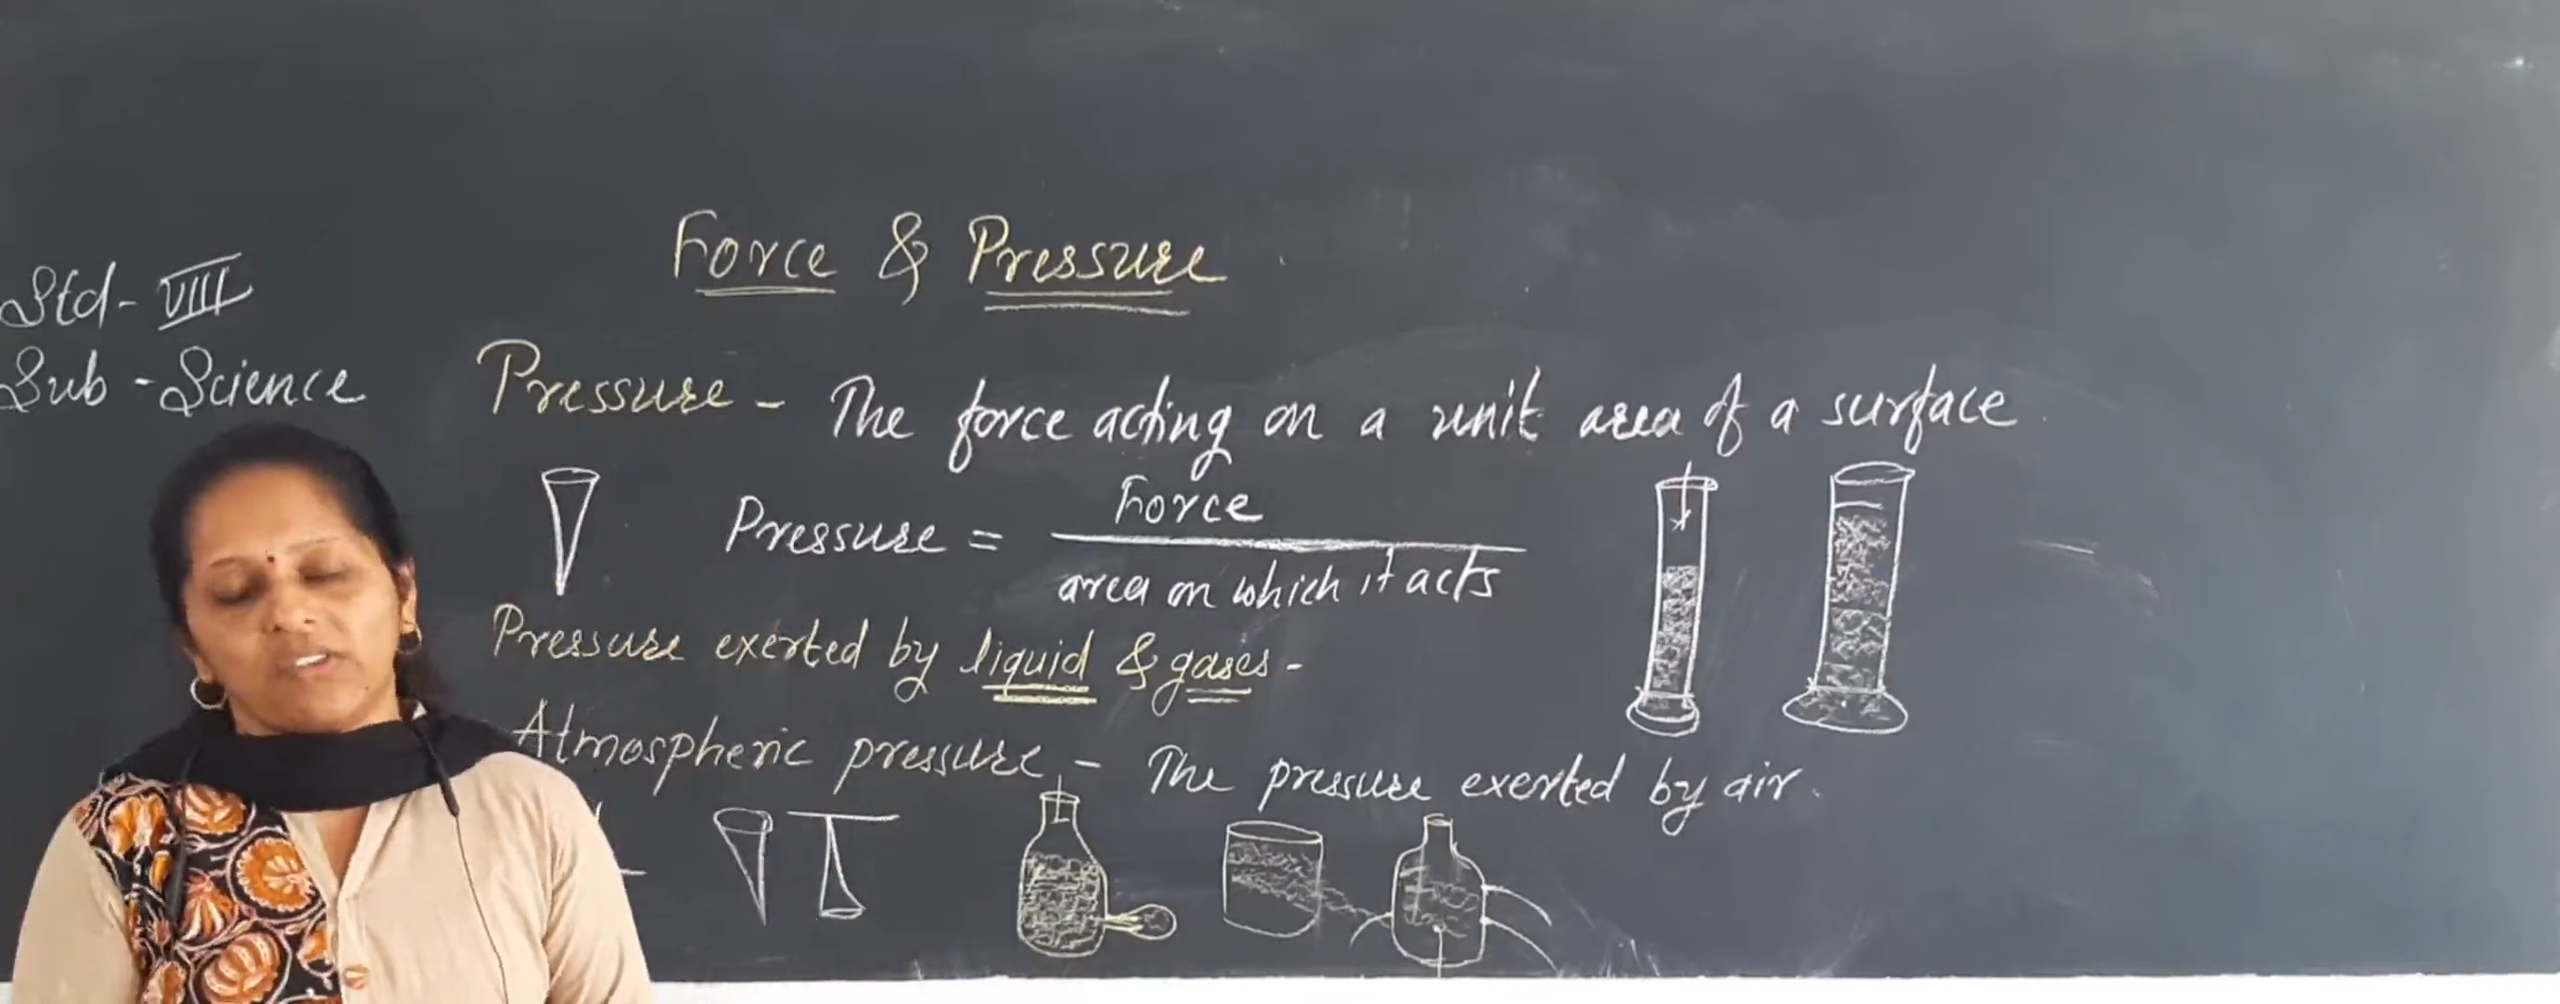 Force & Pressure
Std - VIII
Sub - Science
Pressure - The force acting on a unit area of a surface
Pressure = Force
area on which it acts
Pressure exerted by liquid & gases -
Atmospheric pressure - The pressure exerted by air.